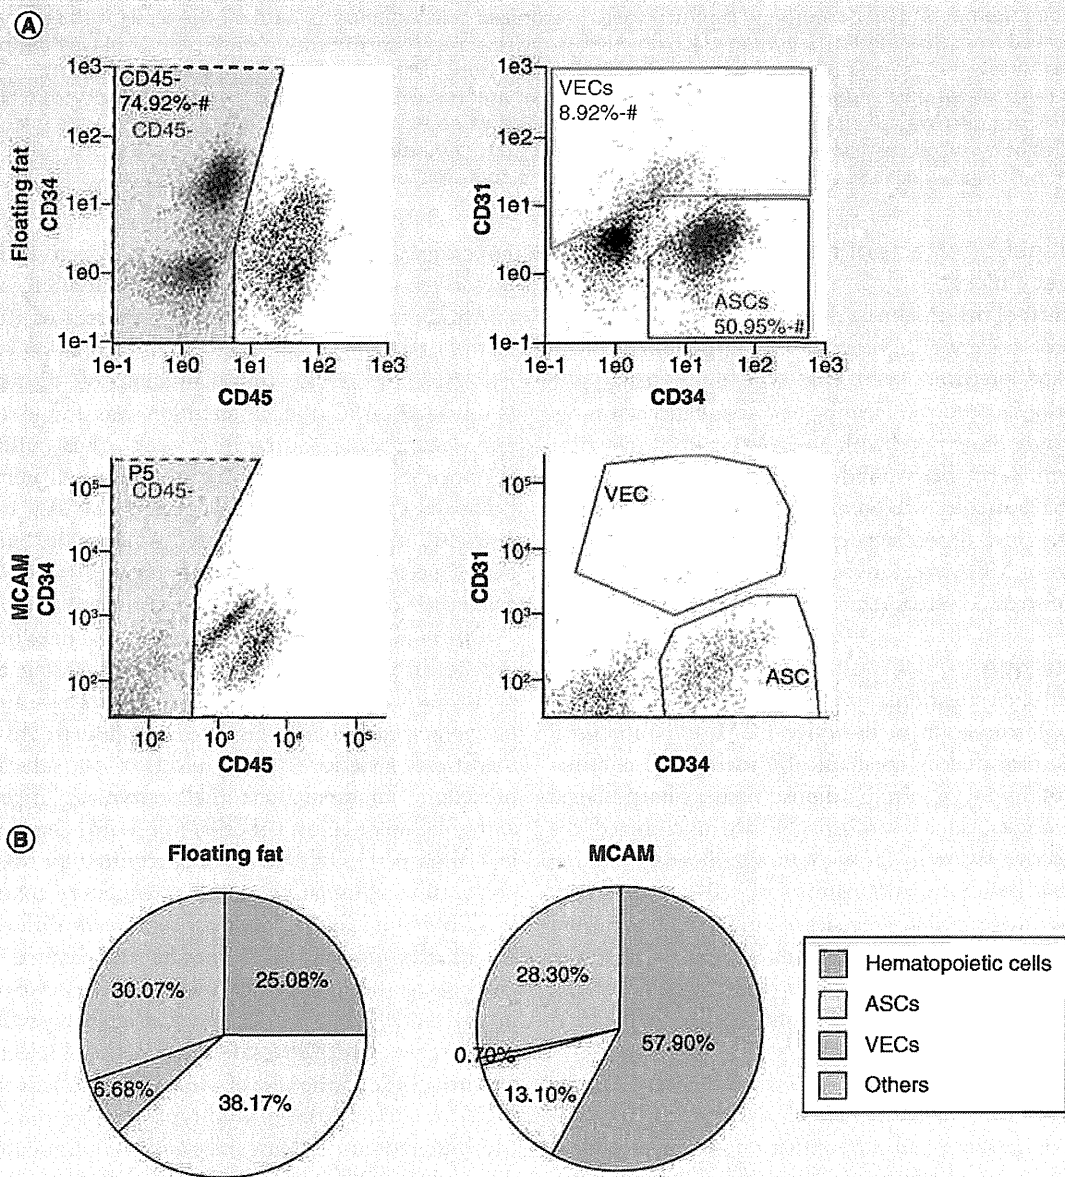 A
Floating fat
CD34
1e3
1e2
1e1
1e0
1e-1
CD45-
74.92%-#
CD45-
1e-1 1e0 1e1 1e2 1e3
CD45
CD31
1e3
1e2
1e1
1e0
1e-1
VECs
8.92%-#
ASCs
50.95%-#
1e-1 1e0 1e1 1e2 1e3
CD34
MCAM
CD34
10⁵
10⁴
10³
10²
P5
CD45-
10² 10³ 10⁴ 10⁵
CD45
CD31
10⁵
10⁴
10³
10²
VEC
ASC
CD34
B
Floating fat
30.07%
25.08%
6.68%
38.17%
MCAM
28.30%
57.90%
0.70%
13.10%
Hematopoietic cells
ASCs
VECs
Others